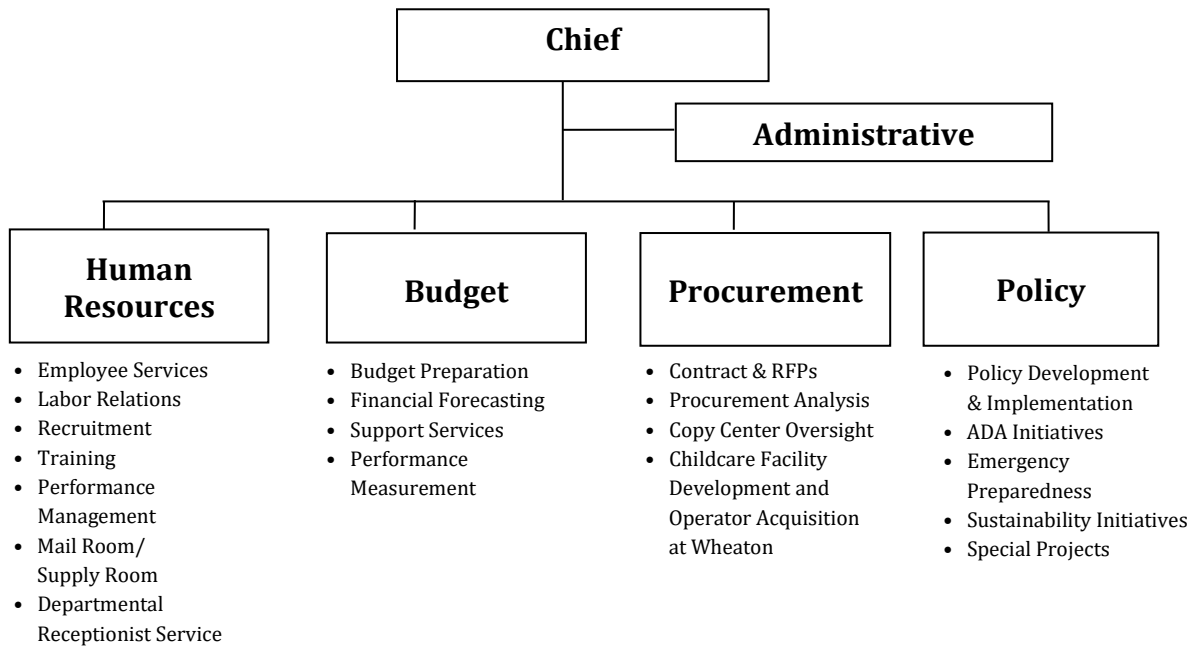 Chief
Administrative
Human
Resources
• Employee Services
• Labor Relations
• Recruitment
• Training
• Performance
Management
• Mail Room/
Supply Room
• Departmental
Receptionist Service
Budget
• Budget Preparation
• Financial Forecasting
• Support Services
• Performance
Measurement
Procurement
• Contract & RFPs
• Procurement Analysis
• Copy Center Oversight
• Childcare Facility
Development and
Operator Acquisition
at Wheaton
Policy
• Policy Development
& Implementation
• ADA Initiatives
• Emergency
Preparedness
• Sustainability Initiatives
• Special Projects